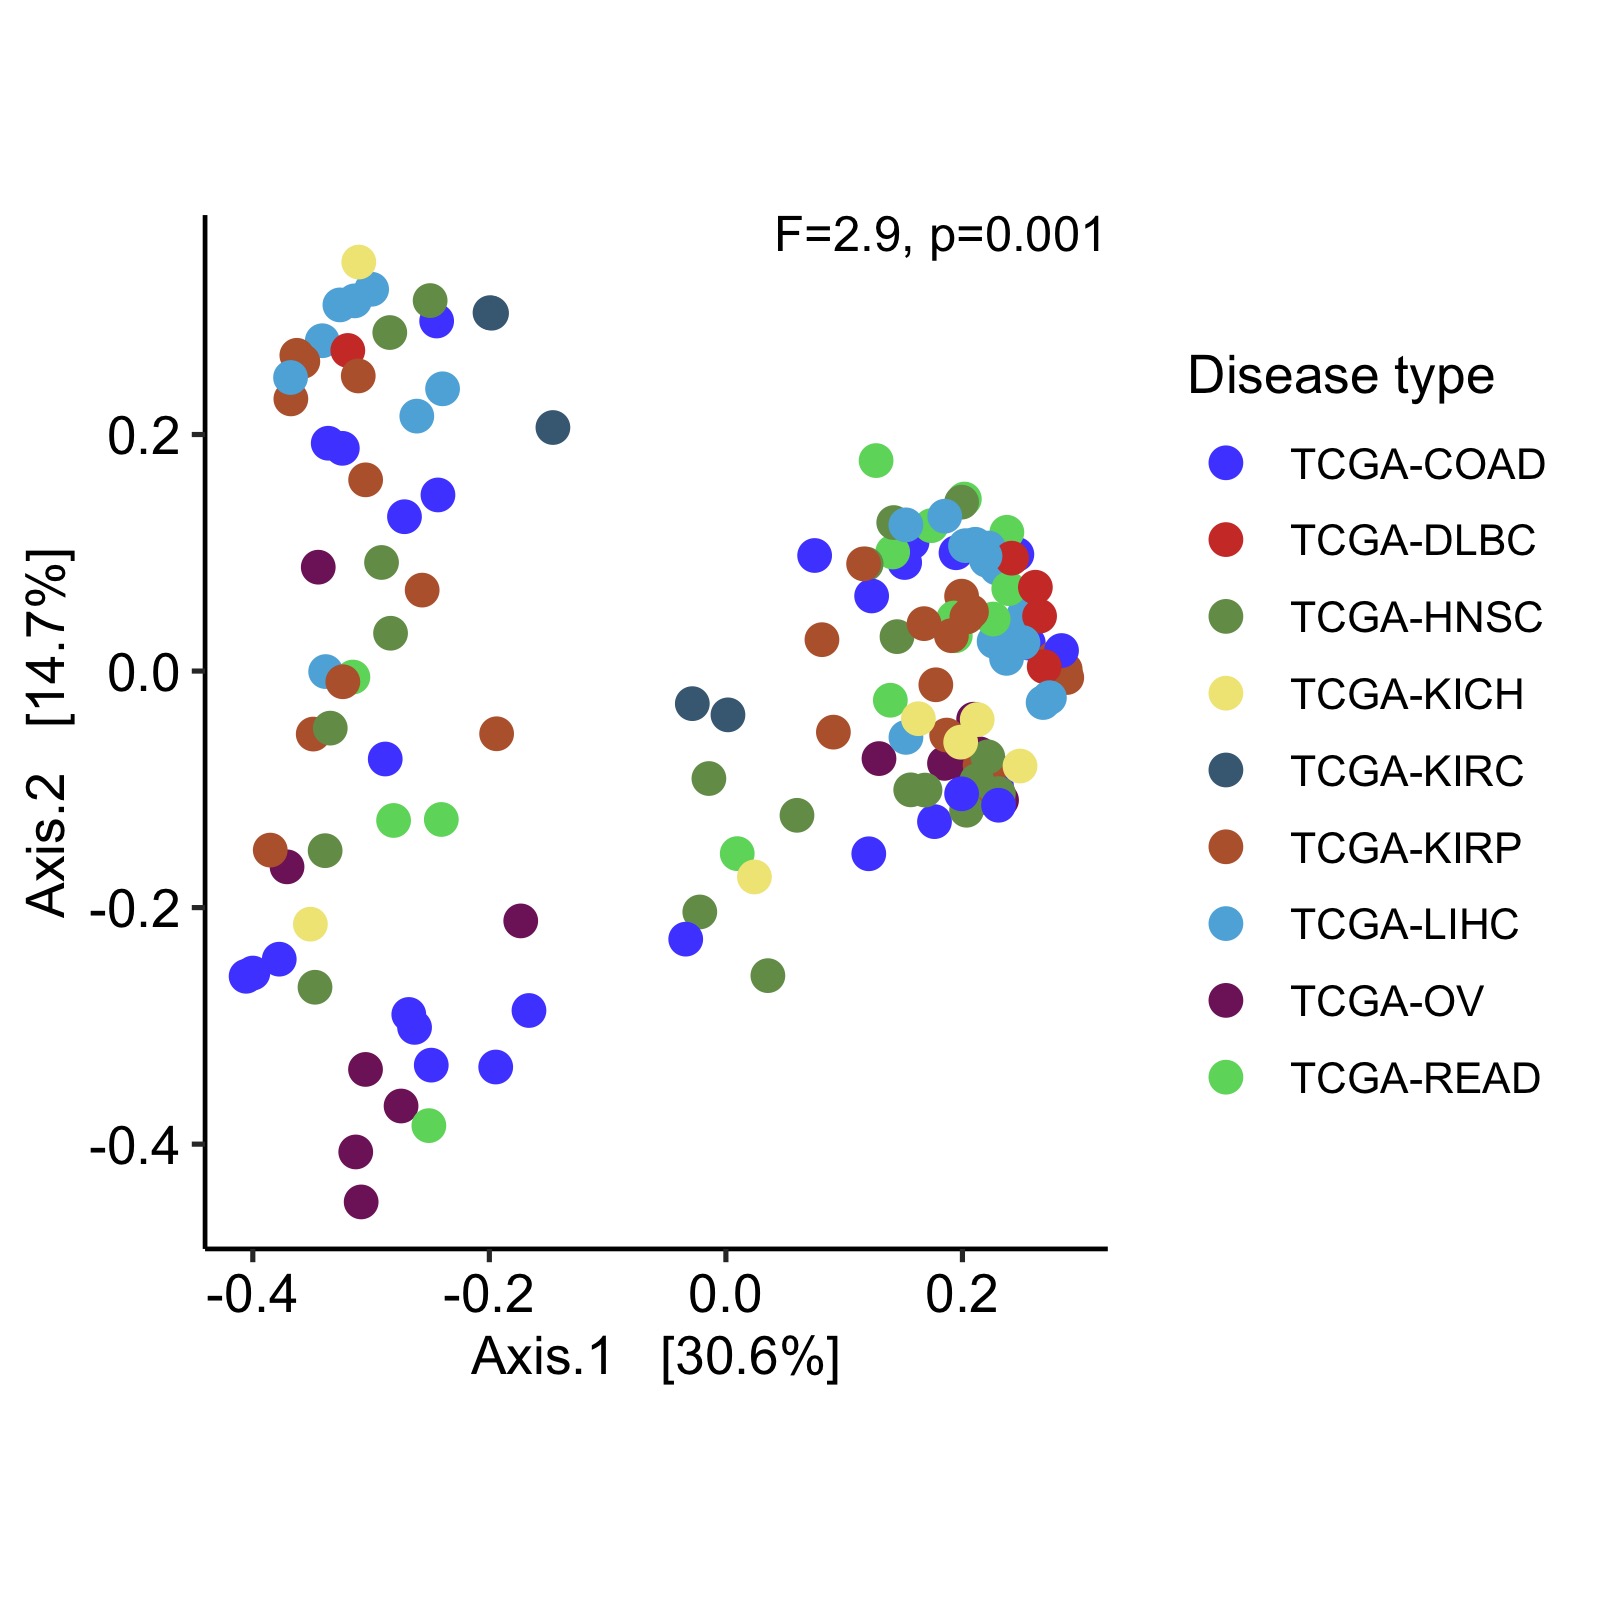 F=2.9, p=0.001
Disease type
TCGA-COAD
TCGA-DLBC
TCGA-HNSC
TCGA-KICH
TCGA-KIRC
TCGA-KIRP
TCGA-LIHC
TCGA-OV
TCGA-READ
Axis.2 [14.7%]
0.2
0.0
-0.2
-0.4
-0.4 -0.2 0.0 0.2
Axis.1 [30.6%]